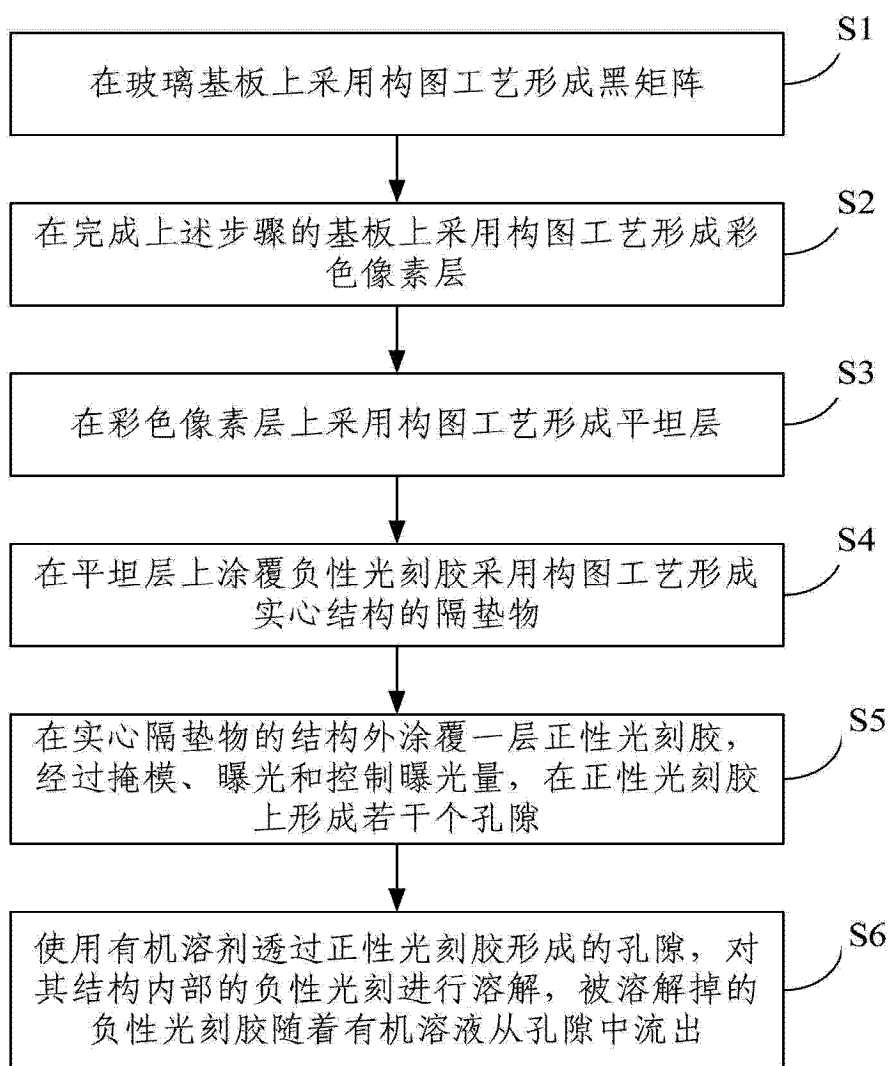 S1
在玻璃基板上采用构图工艺形成黑矩阵
S2
在完成上述步骤的基板上采用构图工艺形成彩
色像素层
S3
在彩色像素层上采用构图工艺形成平坦层
S4
在平坦层上涂覆负性光刻胶采用构图工艺形成
实心结构的隔垫物
S5
在实心隔垫物的结构外涂覆一层正性光刻胶，
经过掩模、曝光和控制曝光量，在正性光刻胶
上形成若干个孔隙
S6
使用有机溶剂透过正性光刻胶形成的孔隙，对
其结构内部的负性光刻进行溶解，被溶解掉的
负性光刻胶随着有机溶液从孔隙中流出